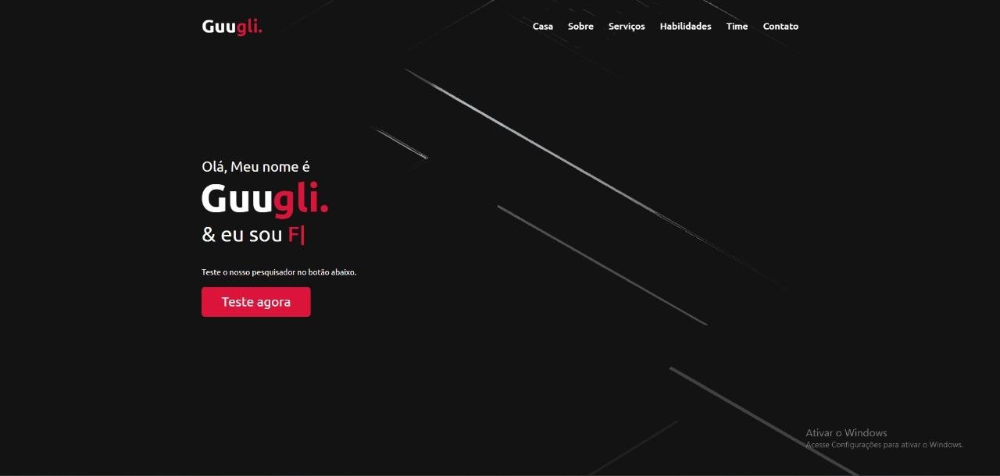 Guugli.
Casa Sobre Serviços Habilidades Time Contato
Olá, Meu nome é
Guugli.
& eu sou F|
Teste o nosso pesquisador no botão abaixo.
Teste agora
Ativar o Windows
Acesse Configurações para ativar o Windows.